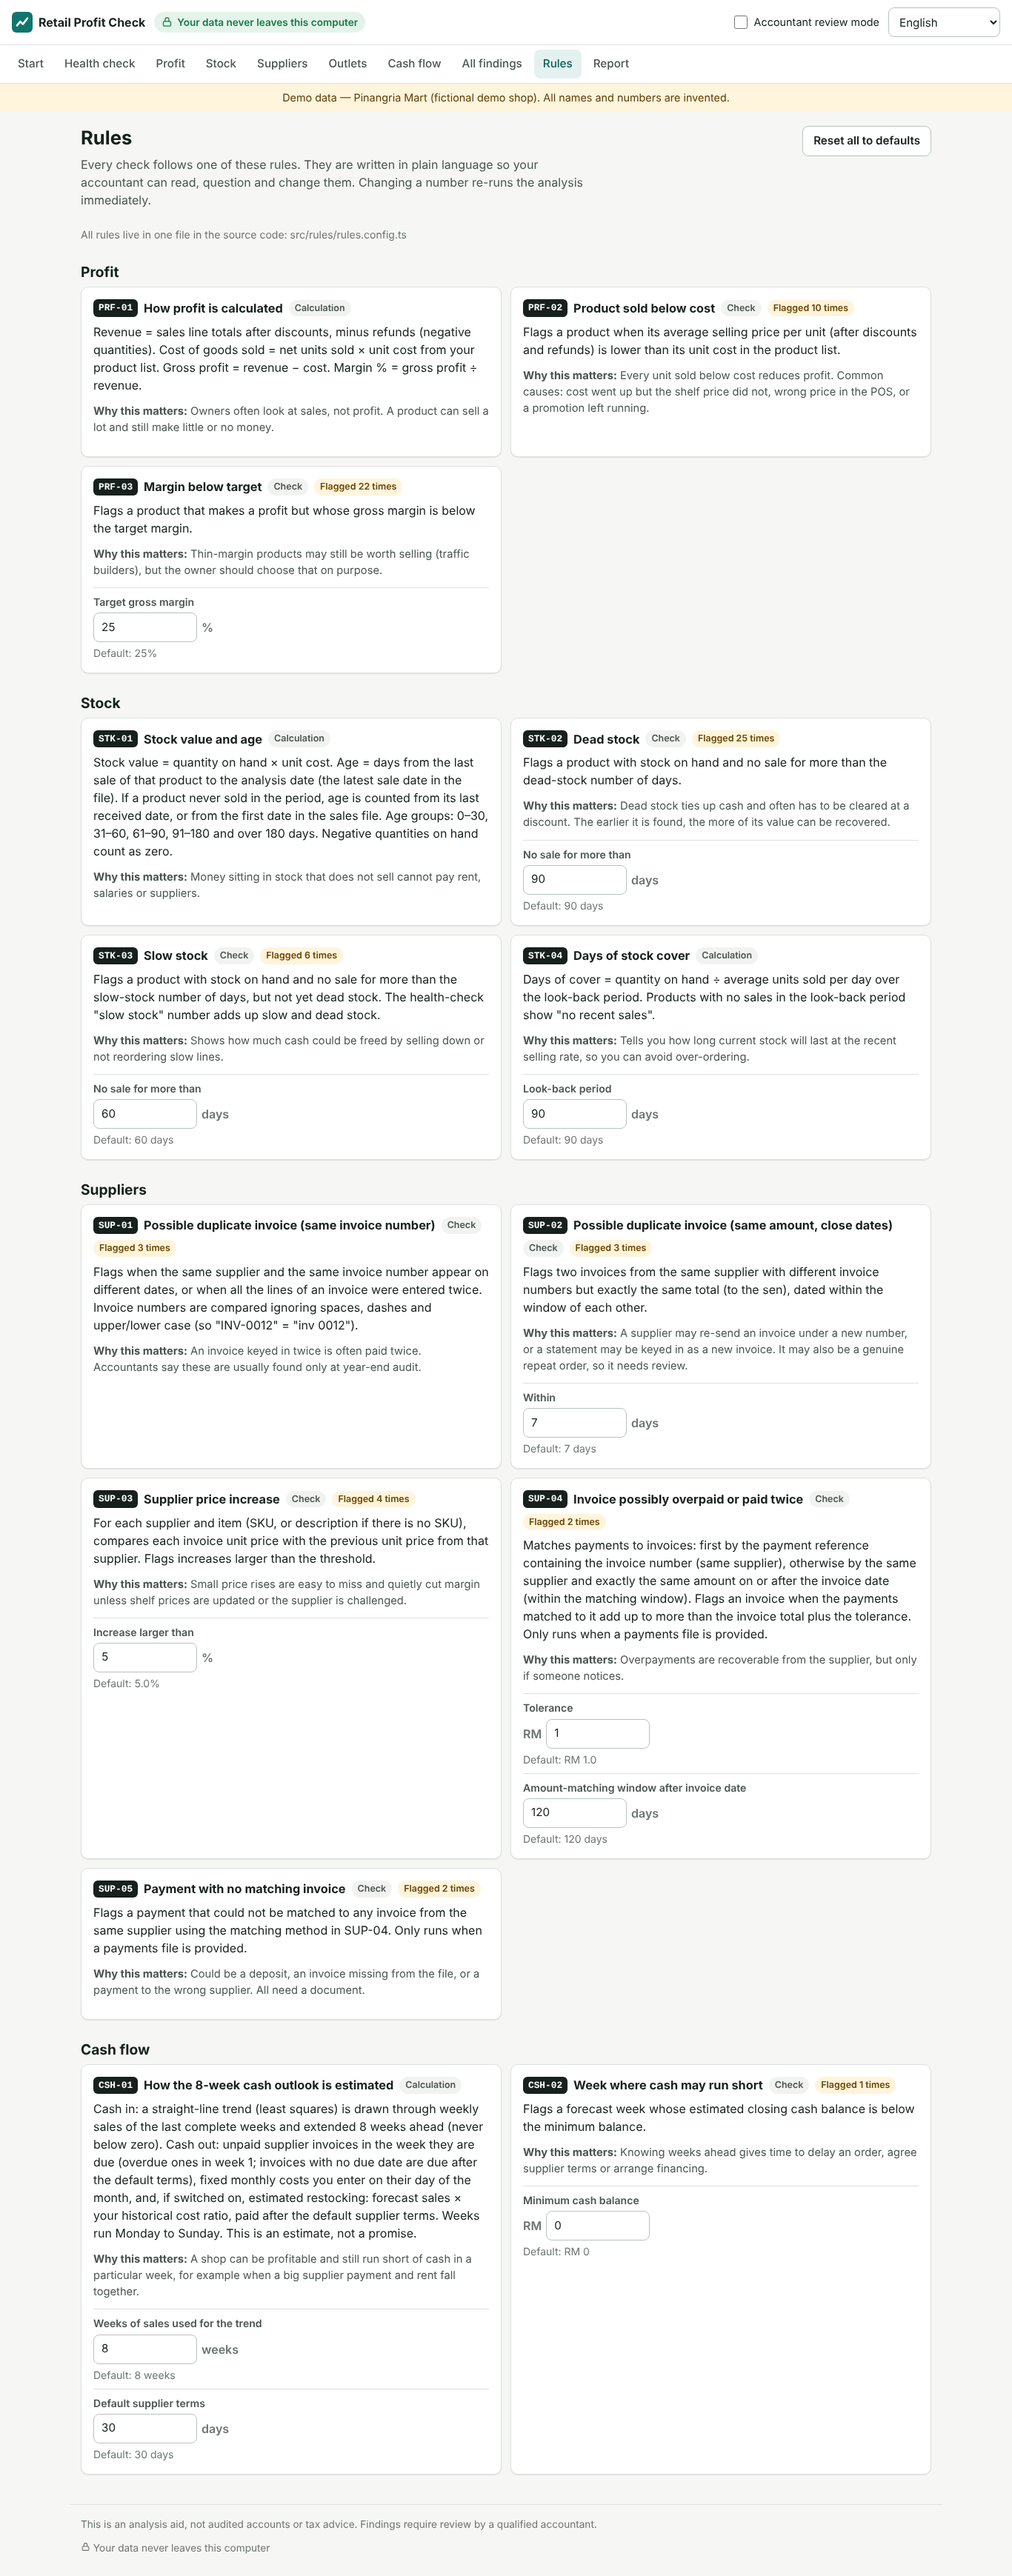 Retail Profit Check
Your data never leaves this computer
Accountant review mode
English
Start Health check Profit Stock Suppliers Outlets Cash flow All findings Rules Report
Demo data — Pinangria Mart (fictional demo shop). All names and numbers are invented.
Rules
Reset all to defaults
Every check follows one of these rules. They are written in plain language so your
accountant can read, question and change them. Changing a number re-runs the analysis
immediately.
All rules live in one file in the source code: src/rules/rules.config.ts
Profit
PRF-01 How profit is calculated Calculation
Revenue = sales line totals after discounts, minus refunds (negative
quantities). Cost of goods sold = net units sold × unit cost from your
product list. Gross profit = revenue − cost. Margin % = gross profit ÷
revenue.
Why this matters: Owners often look at sales, not profit. A product can sell a
lot and still make little or no money.
PRF-02 Product sold below cost Check Flagged 10 times
Flags a product when its average selling price per unit (after discounts
and refunds) is lower than its unit cost in the product list.
Why this matters: Every unit sold below cost reduces profit. Common
causes: cost went up but the shelf price did not, wrong price in the POS, or
a promotion left running.
PRF-03 Margin below target Check Flagged 22 times
Flags a product that makes a profit but whose gross margin is below
the target margin.
Why this matters: Thin-margin products may still be worth selling (traffic
builders), but the owner should choose that on purpose.
Target gross margin
25 %
Default: 25%
Stock
STK-01 Stock value and age Calculation
Stock value = quantity on hand × unit cost. Age = days from the last
sale of that product to the analysis date (the latest sale date in the
file). If a product never sold in the period, age is counted from its last
received date, or from the first date in the sales file. Age groups: 0–30,
31–60, 61–90, 91–180 and over 180 days. Negative quantities on hand
count as zero.
Why this matters: Money sitting in stock that does not sell cannot pay rent,
salaries or suppliers.
STK-02 Dead stock Check Flagged 25 times
Flags a product with stock on hand and no sale for more than the
dead-stock number of days.
Why this matters: Dead stock ties up cash and often has to be cleared at a
discount. The earlier it is found, the more of its value can be recovered.
No sale for more than
90 days
Default: 90 days
STK-03 Slow stock Check Flagged 6 times
Flags a product with stock on hand and no sale for more than the
slow-stock number of days, but not yet dead stock. The health-check
"slow stock" number adds up slow and dead stock.
Why this matters: Shows how much cash could be freed by selling down or
not reordering slow lines.
No sale for more than
60 days
Default: 60 days
STK-04 Days of stock cover Calculation
Days of cover = quantity on hand ÷ average units sold per day over
the look-back period. Products with no sales in the look-back period
show "no recent sales".
Why this matters: Tells you how long current stock will last at the recent
selling rate, so you can avoid over-ordering.
Look-back period
90 days
Default: 90 days
Suppliers
SUP-01 Possible duplicate invoice (same invoice number) Check
Flagged 3 times
Flags when the same supplier and the same invoice number appear on
different dates, or when all the lines of an invoice were entered twice.
Invoice numbers are compared ignoring spaces, dashes and
upper/lower case (so "INV-0012" = "inv 0012").
Why this matters: An invoice keyed in twice is often paid twice.
Accountants say these are usually found only at year-end audit.
SUP-02 Possible duplicate invoice (same amount, close dates)
Check Flagged 3 times
Flags two invoices from the same supplier with different invoice
numbers but exactly the same total (to the sen), dated within the
window of each other.
Why this matters: A supplier may re-send an invoice under a new number,
or a statement may be keyed in as a new invoice. It may also be a genuine
repeat order, so it needs review.
Within
7 days
Default: 7 days
SUP-03 Supplier price increase Check Flagged 4 times
For each supplier and item (SKU, or description if there is no SKU),
compares each invoice unit price with the previous unit price from that
supplier. Flags increases larger than the threshold.
Why this matters: Small price rises are easy to miss and quietly cut margin
unless shelf prices are updated or the supplier is challenged.
Increase larger than
5 %
Default: 5.0%
SUP-04 Invoice possibly overpaid or paid twice Check
Flagged 2 times
Matches payments to invoices: first by the payment reference
containing the invoice number (same supplier), otherwise by the same
supplier and exactly the same amount on or after the invoice date
(within the matching window). Flags an invoice when the payments
matched to it add up to more than the invoice total plus the tolerance.
Only runs when a payments file is provided.
Why this matters: Overpayments are recoverable from the supplier, but only
if someone notices.
Tolerance
RM 1
Default: RM 1.0
Amount-matching window after invoice date
120 days
Default: 120 days
SUP-05 Payment with no matching invoice Check Flagged 2 times
Flags a payment that could not be matched to any invoice from the
same supplier using the matching method in SUP-04. Only runs when
a payments file is provided.
Why this matters: Could be a deposit, an invoice missing from the file, or a
payment to the wrong supplier. All need a document.
Cash flow
CSH-01 How the 8-week cash outlook is estimated Calculation
Cash in: a straight-line trend (least squares) is drawn through weekly
sales of the last complete weeks and extended 8 weeks ahead (never
below zero). Cash out: unpaid supplier invoices in the week they are
due (overdue ones in week 1; invoices with no due date are due after
the default terms), fixed monthly costs you enter on their day of the
month, and, if switched on, estimated restocking: forecast sales ×
your historical cost ratio, paid after the default supplier terms. Weeks
run Monday to Sunday. This is an estimate, not a promise.
Why this matters: A shop can be profitable and still run short of cash in a
particular week, for example when a big supplier payment and rent fall
together.
Weeks of sales used for the trend
8 weeks
Default: 8 weeks
Default supplier terms
30 days
Default: 30 days
CSH-02 Week where cash may run short Check Flagged 1 times
Flags a forecast week whose estimated closing cash balance is below
the minimum balance.
Why this matters: Knowing weeks ahead gives time to delay an order, agree
supplier terms or arrange financing.
Minimum cash balance
RM 0
Default: RM 0
This is an analysis aid, not audited accounts or tax advice. Findings require review by a qualified accountant.
Your data never leaves this computer